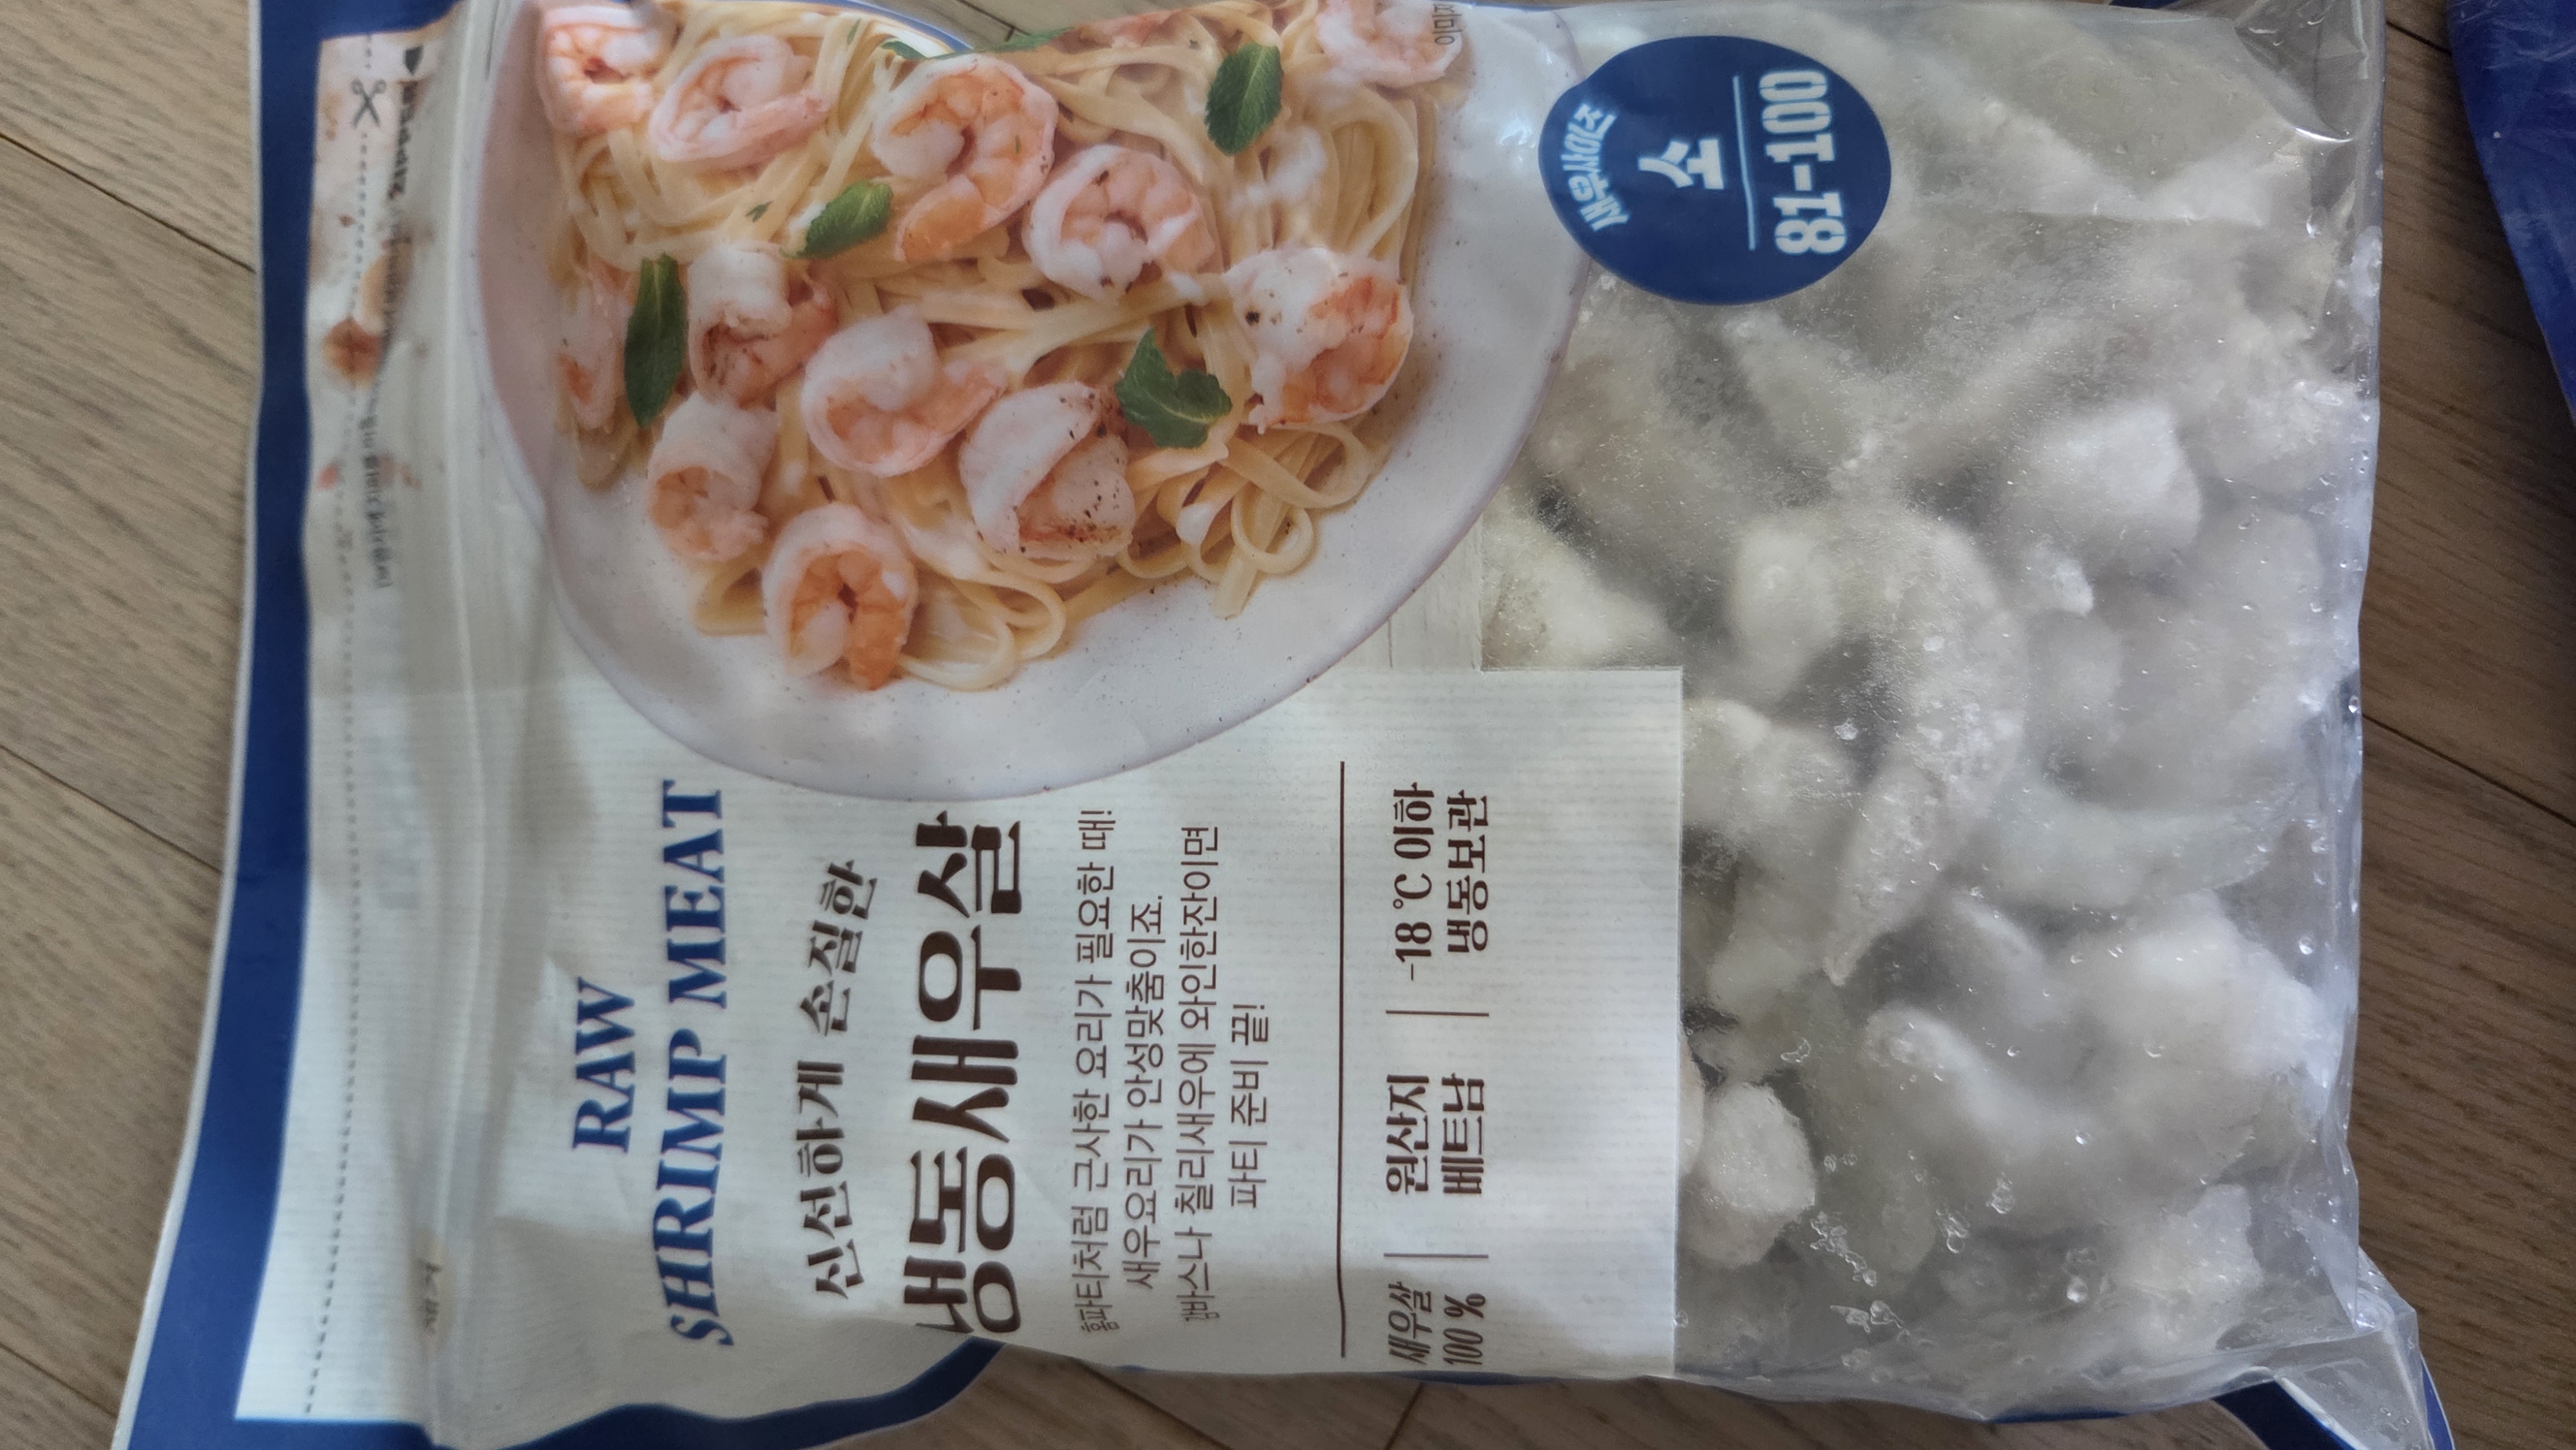 RAW
SHRIMP MEAT
신선하게 손질한
냉동새우살
홈파티처럼 근사한 요리가 필요한 때!
새우요리가 안성맞춤이죠.
감바스나 칠리새우에 와인한잔이면
파티 준비 끝!
새우살
100 %
원산지
베트남
-18 ℃ 이하
냉동보관
새우사이즈
소
81-100
이미지